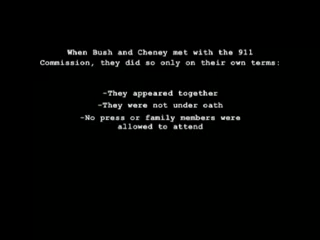 When Bush and Cheney met with the 911
Commission, they did so only on their own terms:
-They appeared together
-They were not under oath
-No press or family members were
allowed to attend